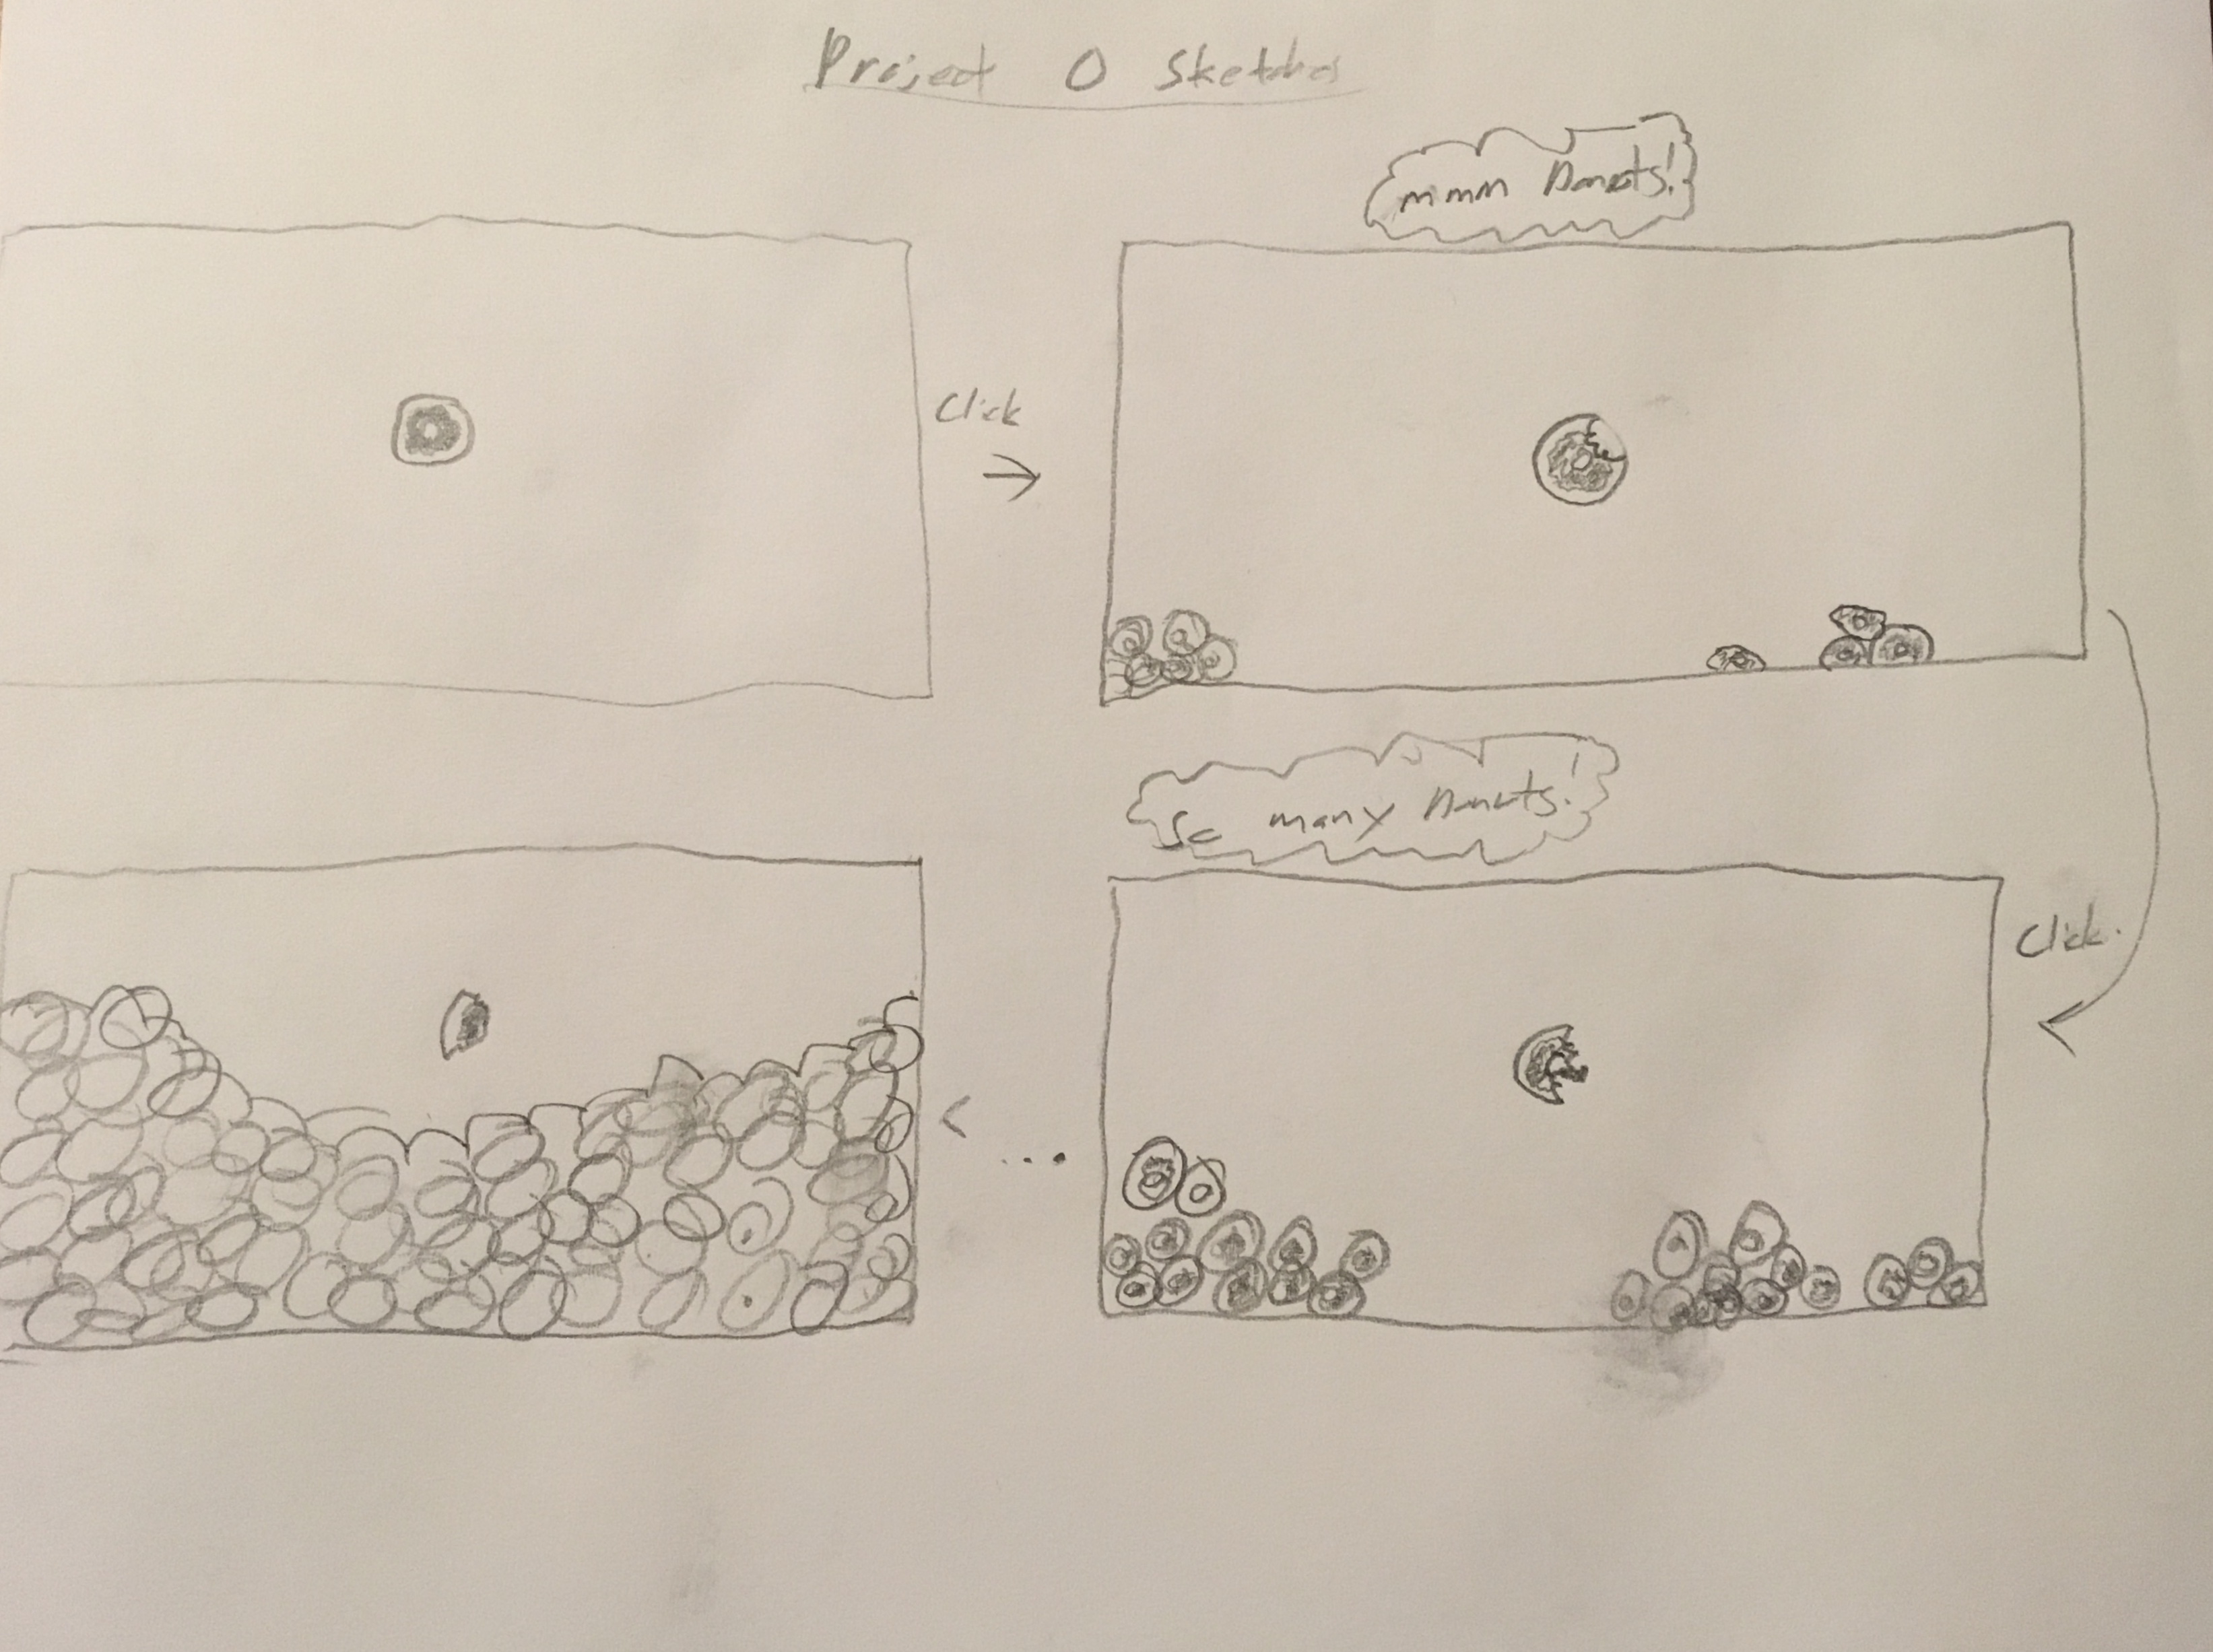 Project 0 Sketches
mmm Donuts!
Click
So many Donuts!
Click
...